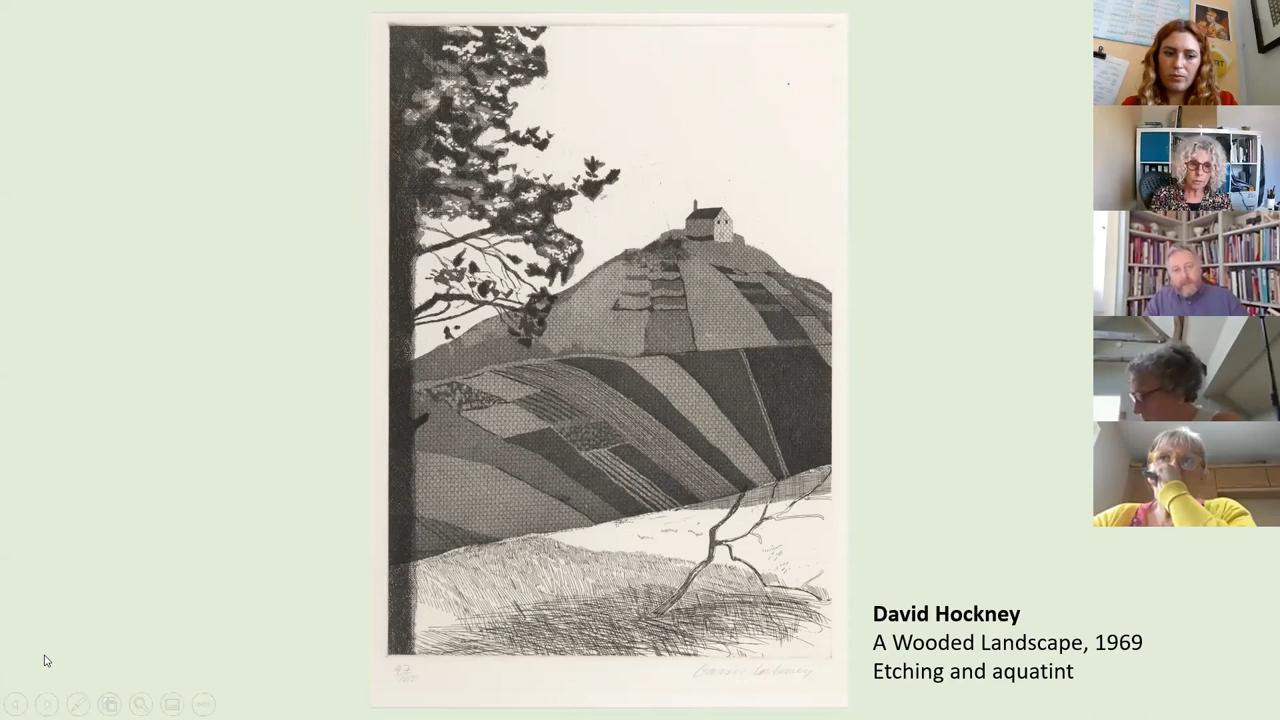 David Hockney
A Wooded Landscape, 1969
Etching and aquatint